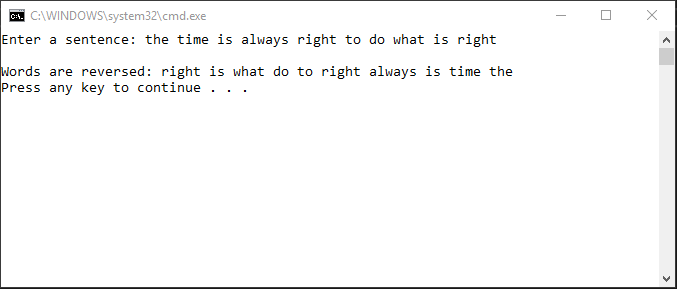 C:\WINDOWS\system32\cmd.exe
Enter a sentence: the time is always right to do what is right
Words are reversed: right is what do to right always is time the
Press any key to continue . . .